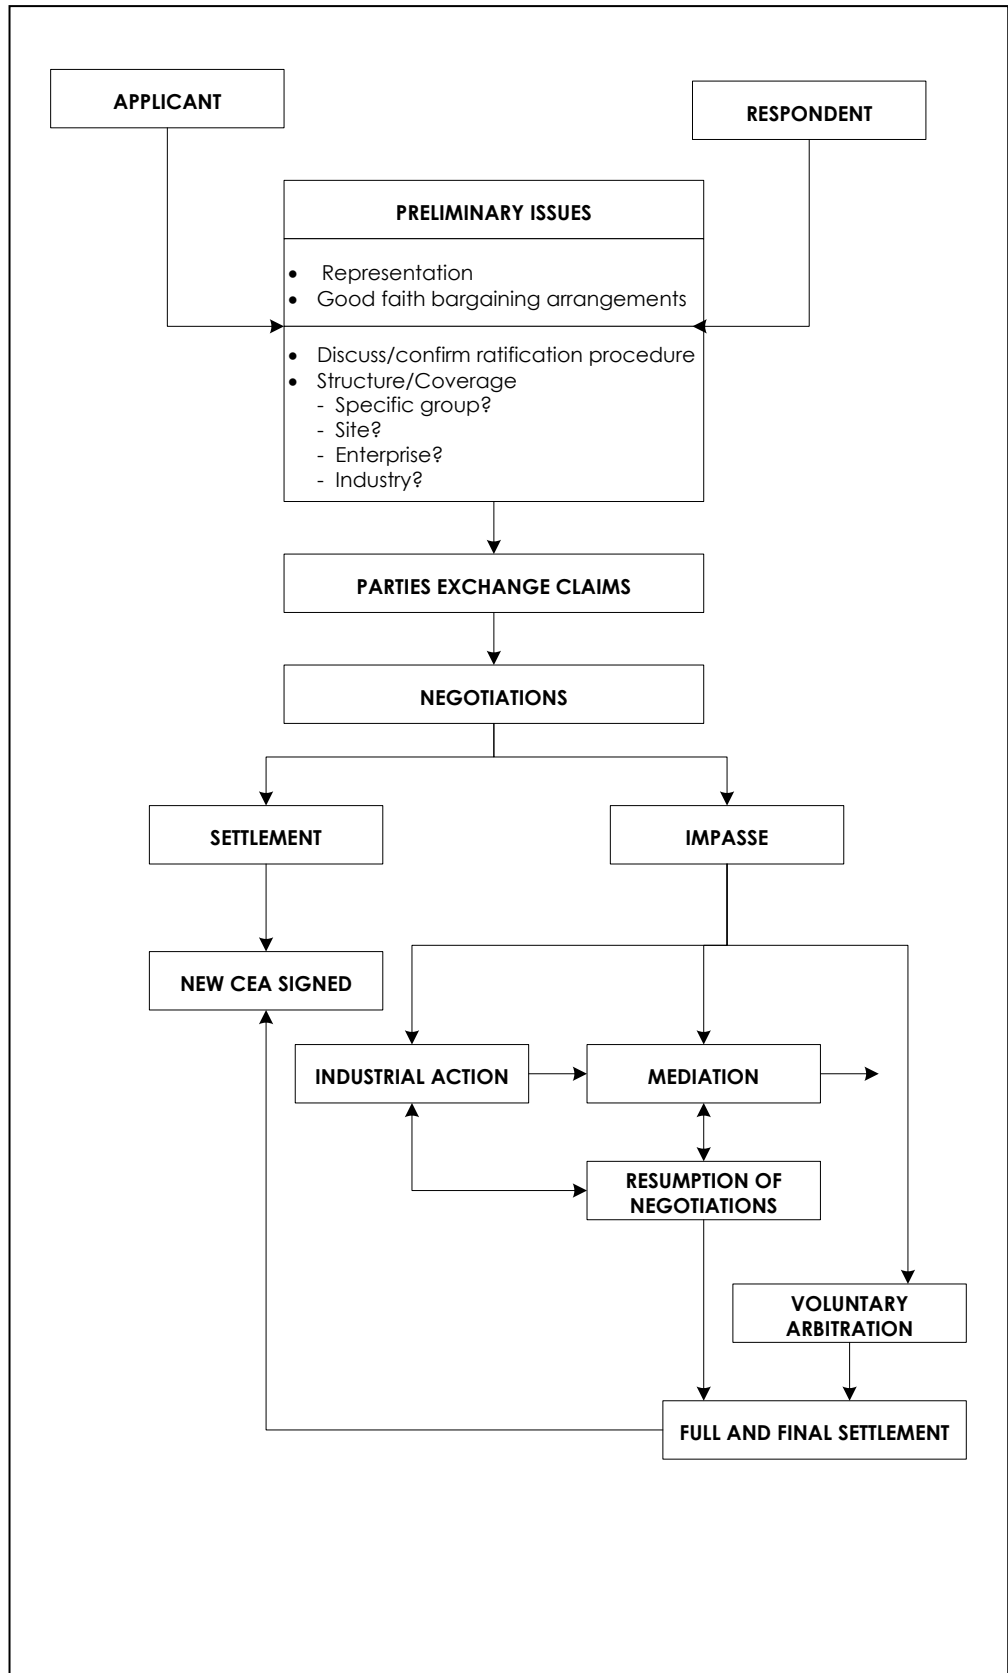 APPLICANT
RESPONDENT
PRELIMINARY ISSUES
• Representation
• Good faith bargaining arrangements
• Discuss/confirm ratification procedure
• Structure/Coverage
- Specific group?
- Site?
- Enterprise?
- Industry?
PARTIES EXCHANGE CLAIMS
NEGOTIATIONS
SETTLEMENT
IMPASSE
NEW CEA SIGNED
INDUSTRIAL ACTION
MEDIATION
RESUMPTION OF
NEGOTIATIONS
VOLUNTARY
ARBITRATION
FULL AND FINAL SETTLEMENT